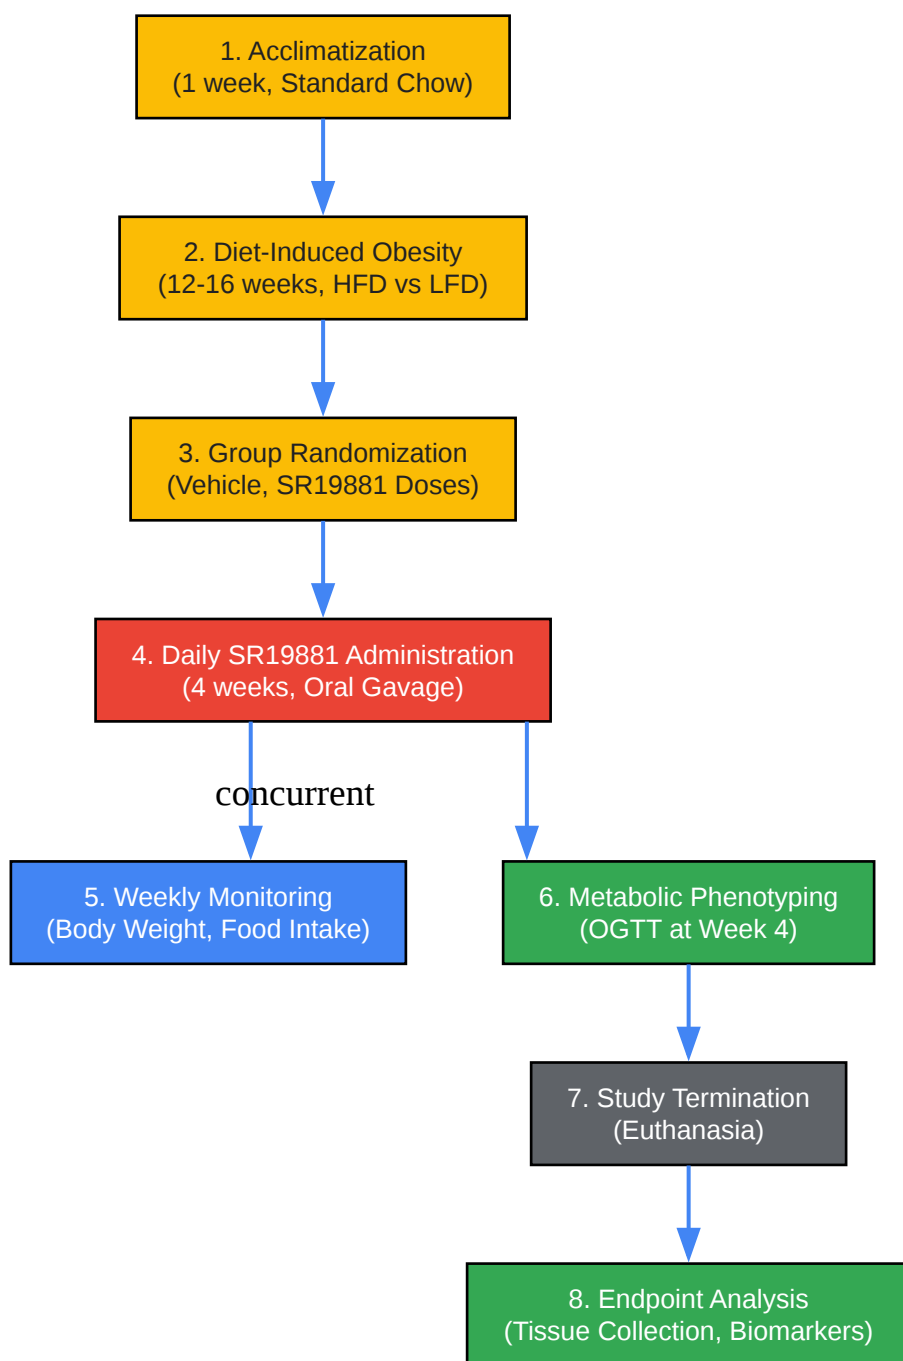 1. Acclimatization
(1 week, Standard Chow)
2. Diet-Induced Obesity
(12-16 weeks, HFD vs LFD)
3. Group Randomization
(Vehicle, SR19881 Doses)
4. Daily SR19881 Administration
(4 weeks, Oral Gavage)
concurrent
5. Weekly Monitoring
(Body Weight, Food Intake)
6. Metabolic Phenotyping
(OGTT at Week 4)
7. Study Termination
(Euthanasia)
8. Endpoint Analysis
(Tissue Collection, Biomarkers)